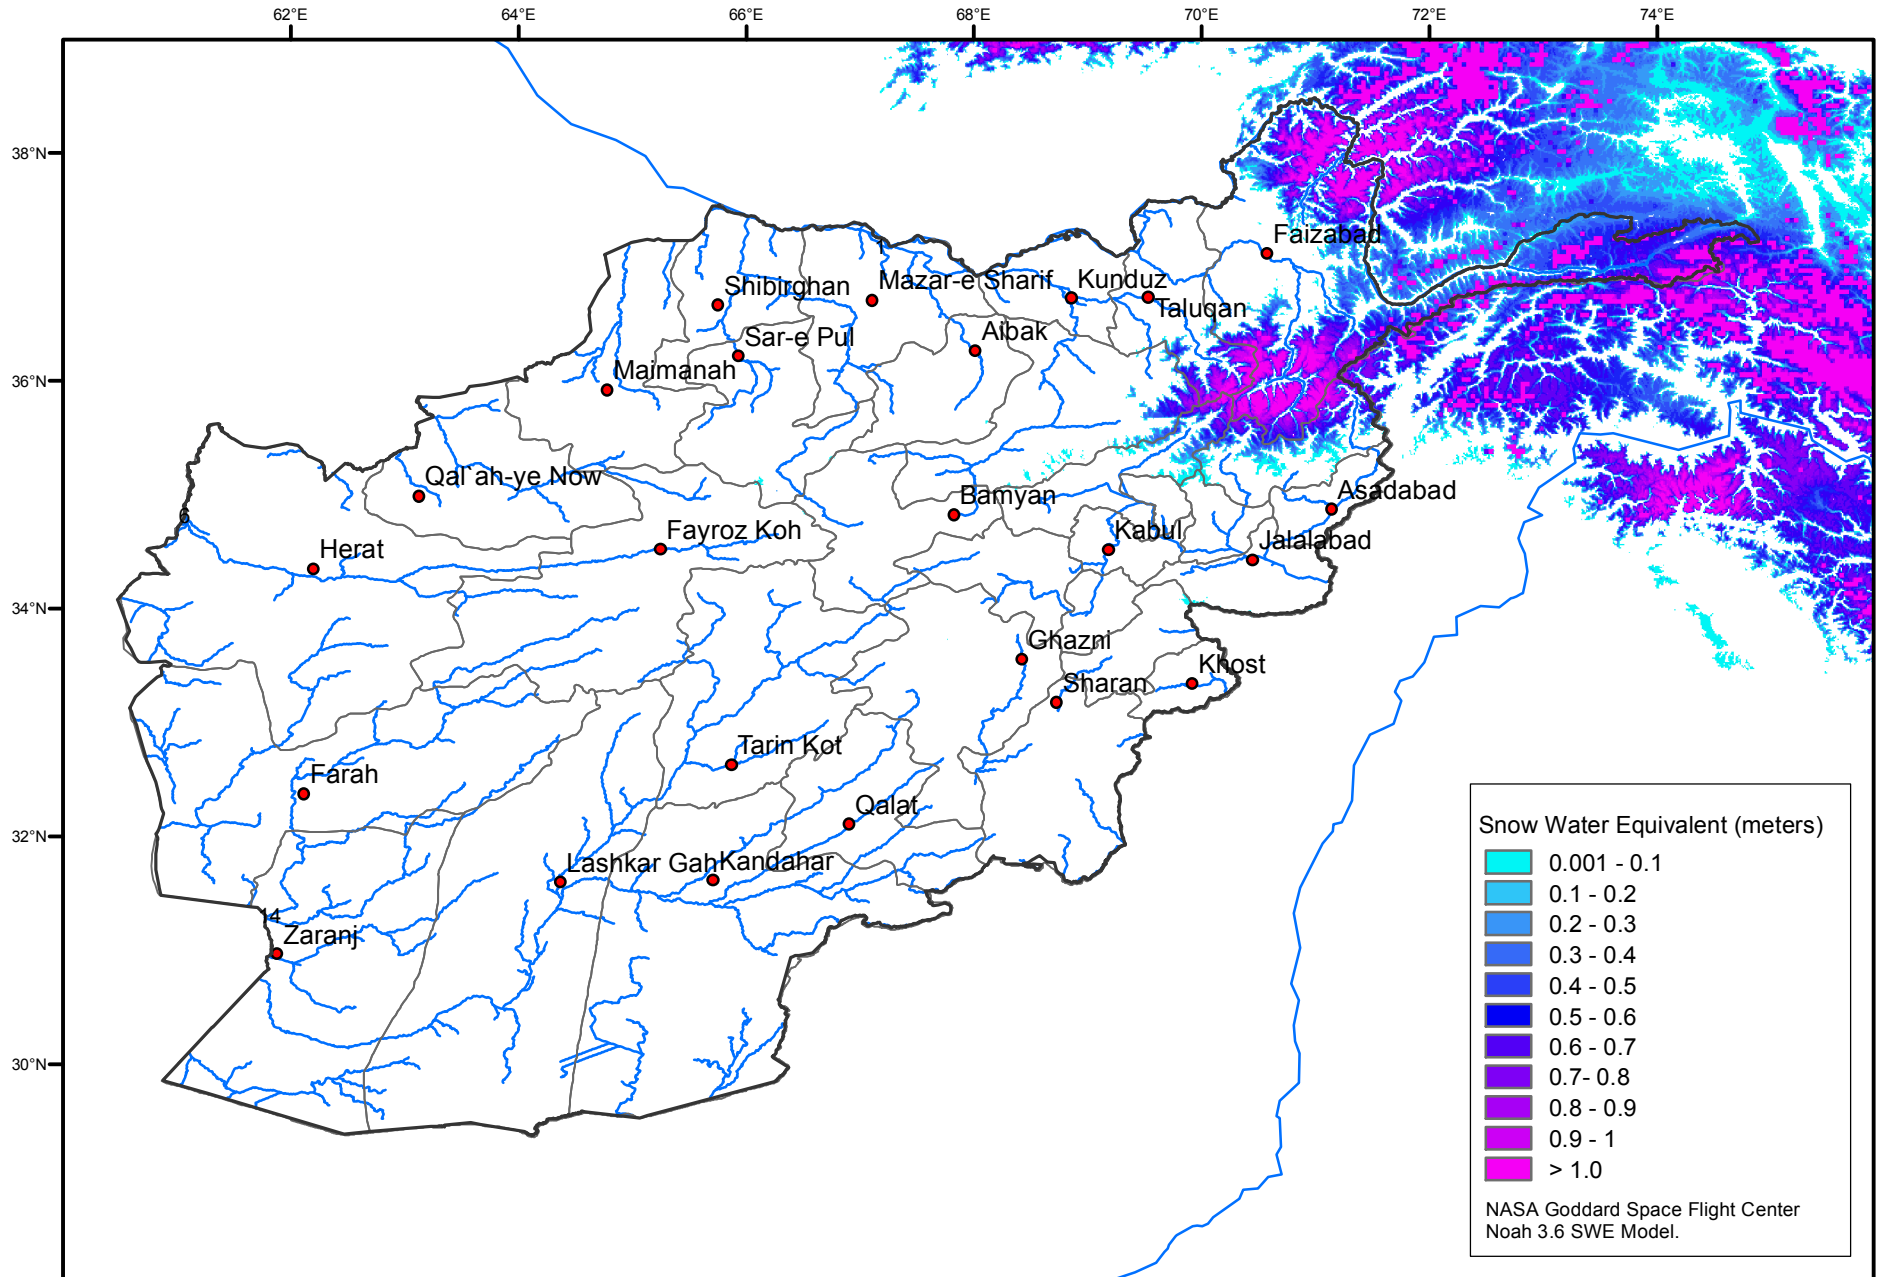 62°E 64°E 66°E 68°E 70°E 72°E 74°E
38°N
36°N
34°N
32°N
30°N
Faizabad
1
Shibirghan
Mazar-e Sharif
Kunduz
Taluqan
Sar-e Pul
Aibak
Maimanah
Qal`ah-ye Now
Bamyan
Asadabad
6
Herat
Fayroz Koh
Kabul
Jalalabad
Ghazni
Khost
Sharan
Tarin Kot
Farah
Qalat
Lashkar Gah
Kandahar
14
Zaranj
Snow Water Equivalent (meters)
0.001 - 0.1
0.1 - 0.2
0.2 - 0.3
0.3 - 0.4
0.4 - 0.5
0.5 - 0.6
0.6 - 0.7
0.7- 0.8
0.8 - 0.9
0.9 - 1
> 1.0
NASA Goddard Space Flight Center
Noah 3.6 SWE Model.